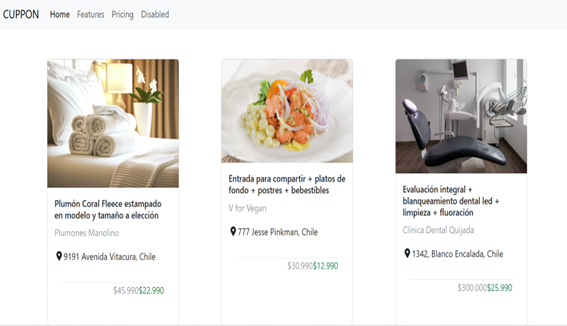 CUPPON Home Features Pricing Disabled
Plumón Coral Fleece estampado
en modelo y tamaño a elección
Plumones Manolino
9191 Avenida Vitacura, Chile
$45.990$22.990
Entrada para compartir + platos de
fondo + postres + bebestibles
V for Vegan
777 Jesse Pinkman, Chile
$30.990$12.990
Evaluación integral +
blanqueamiento dental led +
limpieza + fluoración
Clínica Dental Quijada
1342, Blanco Encalada, Chile
$300.000$25.990